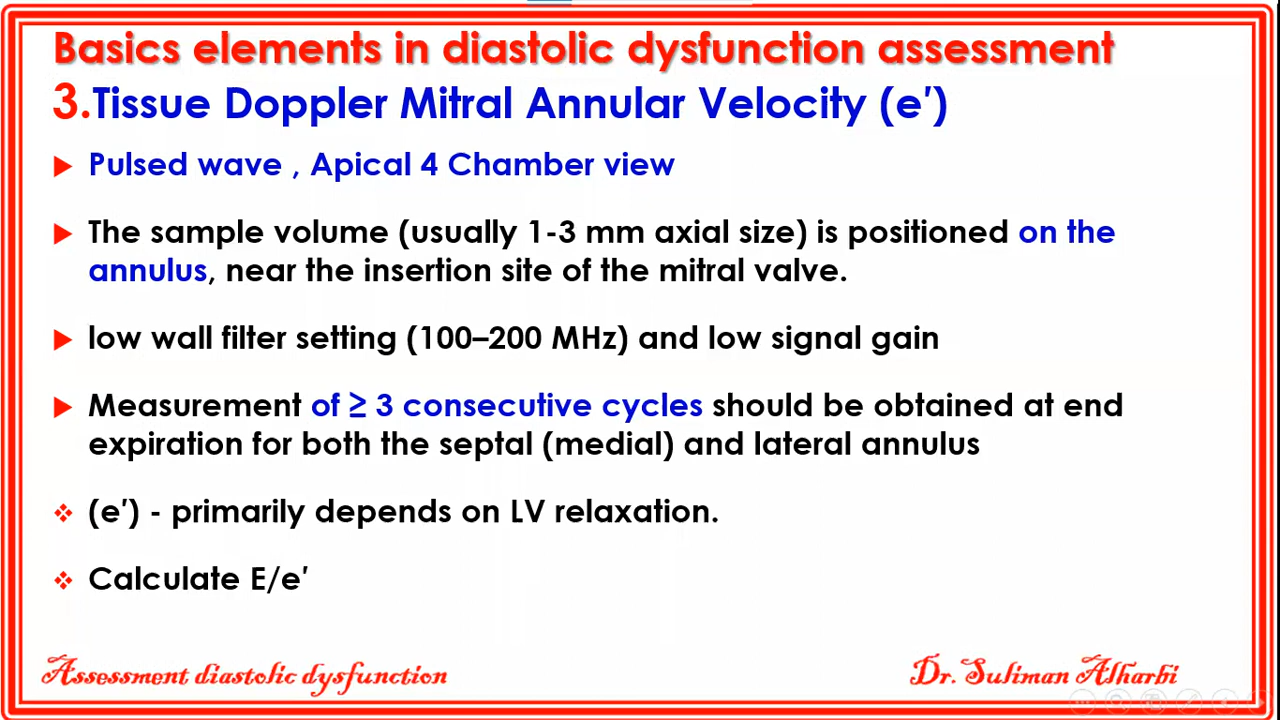 Basics elements in diastolic dysfunction assessment
3.Tissue Doppler Mitral Annular Velocity (e′)
Pulsed wave , Apical 4 Chamber view
The sample volume (usually 1-3 mm axial size) is positioned on the
annulus, near the insertion site of the mitral valve.
low wall filter setting (100–200 MHz) and low signal gain
Measurement of ≥ 3 consecutive cycles should be obtained at end
expiration for both the septal (medial) and lateral annulus
(e′) - primarily depends on LV relaxation.
Calculate E/e′
Assessment diastolic dysfunction
Dr. Suliman Alharbi